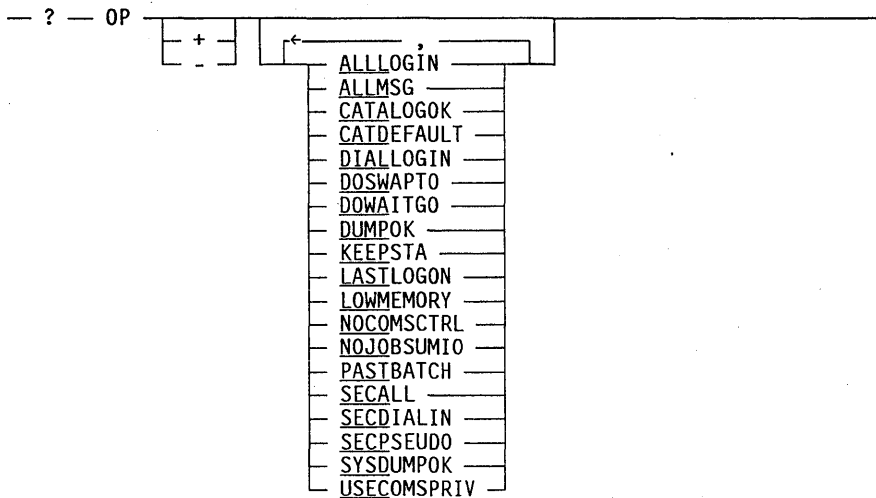 ? OP
+
-
,
ALLLOGIN
ALLMSG
CATALOGOK
CATDEFAULT
DIALLOGIN
DOSWAPTO
DOWAITGO
DUMPOK
KEEPSTA
LASTLOGON
LOWMEMORY
NOCOMSCTRL
NOJOBSUMIO
PASTBATCH
SECALL
SECDIALIN
SECPSEUDO
SYSDUMPOK
USECOMSPRIV